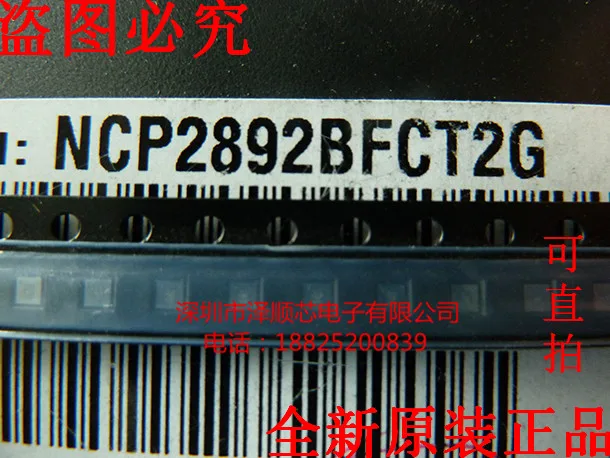 盗图必究
: NCP2892BFCT2G
深圳市泽顺芯电子有限公司
电话：18825200839
可直拍
全新原装正品